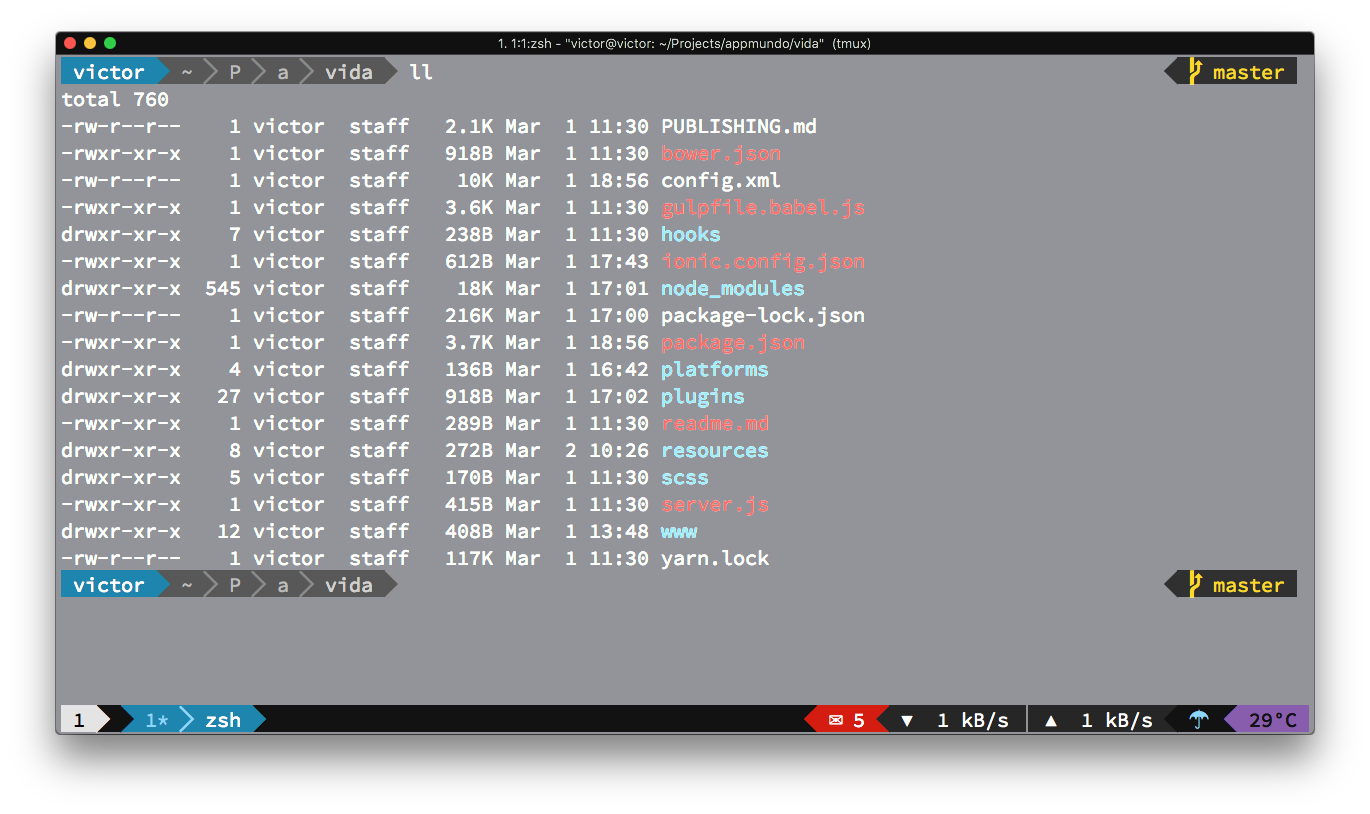 1. 1:1:zsh - "victor@victor: ~/Projects/appmundo/vida" (tmux)
victor ~ P a vida ll master
total 760
-rw-r--r-- 1 victor staff 2.1K Mar 1 11:30 PUBLISHING.md
-rwxr-xr-x 1 victor staff 918B Mar 1 11:30 bower.json
-rw-r--r-- 1 victor staff 10K Mar 1 18:56 config.xml
-rwxr-xr-x 1 victor staff 3.6K Mar 1 11:30 gulpfile.babel.js
drwxr-xr-x 7 victor staff 238B Mar 1 11:30 hooks
-rwxr-xr-x 1 victor staff 612B Mar 1 17:43 ionic.config.json
drwxr-xr-x 545 victor staff 18K Mar 1 17:01 node_modules
-rw-r--r-- 1 victor staff 216K Mar 1 17:00 package-lock.json
-rwxr-xr-x 1 victor staff 3.7K Mar 1 18:56 package.json
drwxr-xr-x 4 victor staff 136B Mar 1 16:42 platforms
drwxr-xr-x 27 victor staff 918B Mar 1 17:02 plugins
-rwxr-xr-x 1 victor staff 289B Mar 1 11:30 readme.md
drwxr-xr-x 8 victor staff 272B Mar 2 10:26 resources
drwxr-xr-x 5 victor staff 170B Mar 1 11:30 scss
-rwxr-xr-x 1 victor staff 415B Mar 1 11:30 server.js
drwxr-xr-x 12 victor staff 408B Mar 1 13:48 www
-rw-r--r-- 1 victor staff 117K Mar 1 11:30 yarn.lock
victor ~ P a vida master
1 1* zsh ✉ 5 ▼ 1 kB/s ▲ 1 kB/s ☂ 29°C